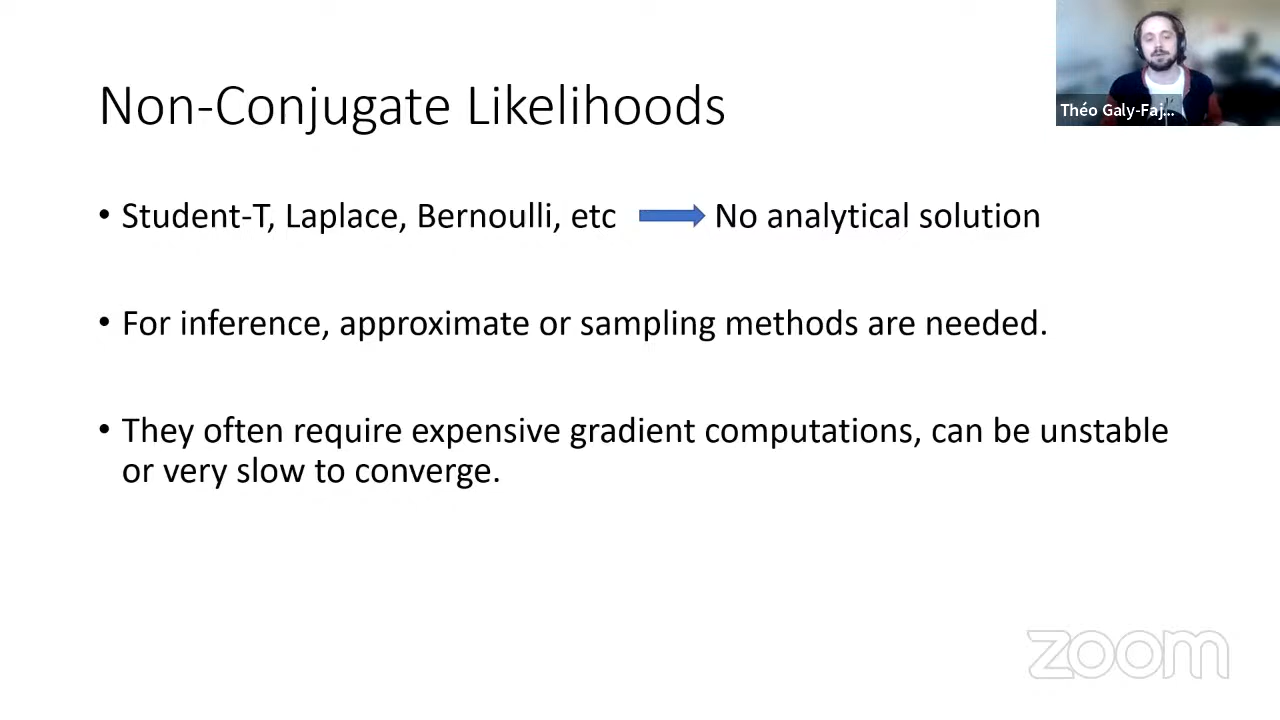 Non-Conjugate Likelihoods
Théo Galy-Faj...
• Student-T, Laplace, Bernoulli, etc No analytical solution
• For inference, approximate or sampling methods are needed.
• They often require expensive gradient computations, can be unstable
or very slow to converge.
zoom